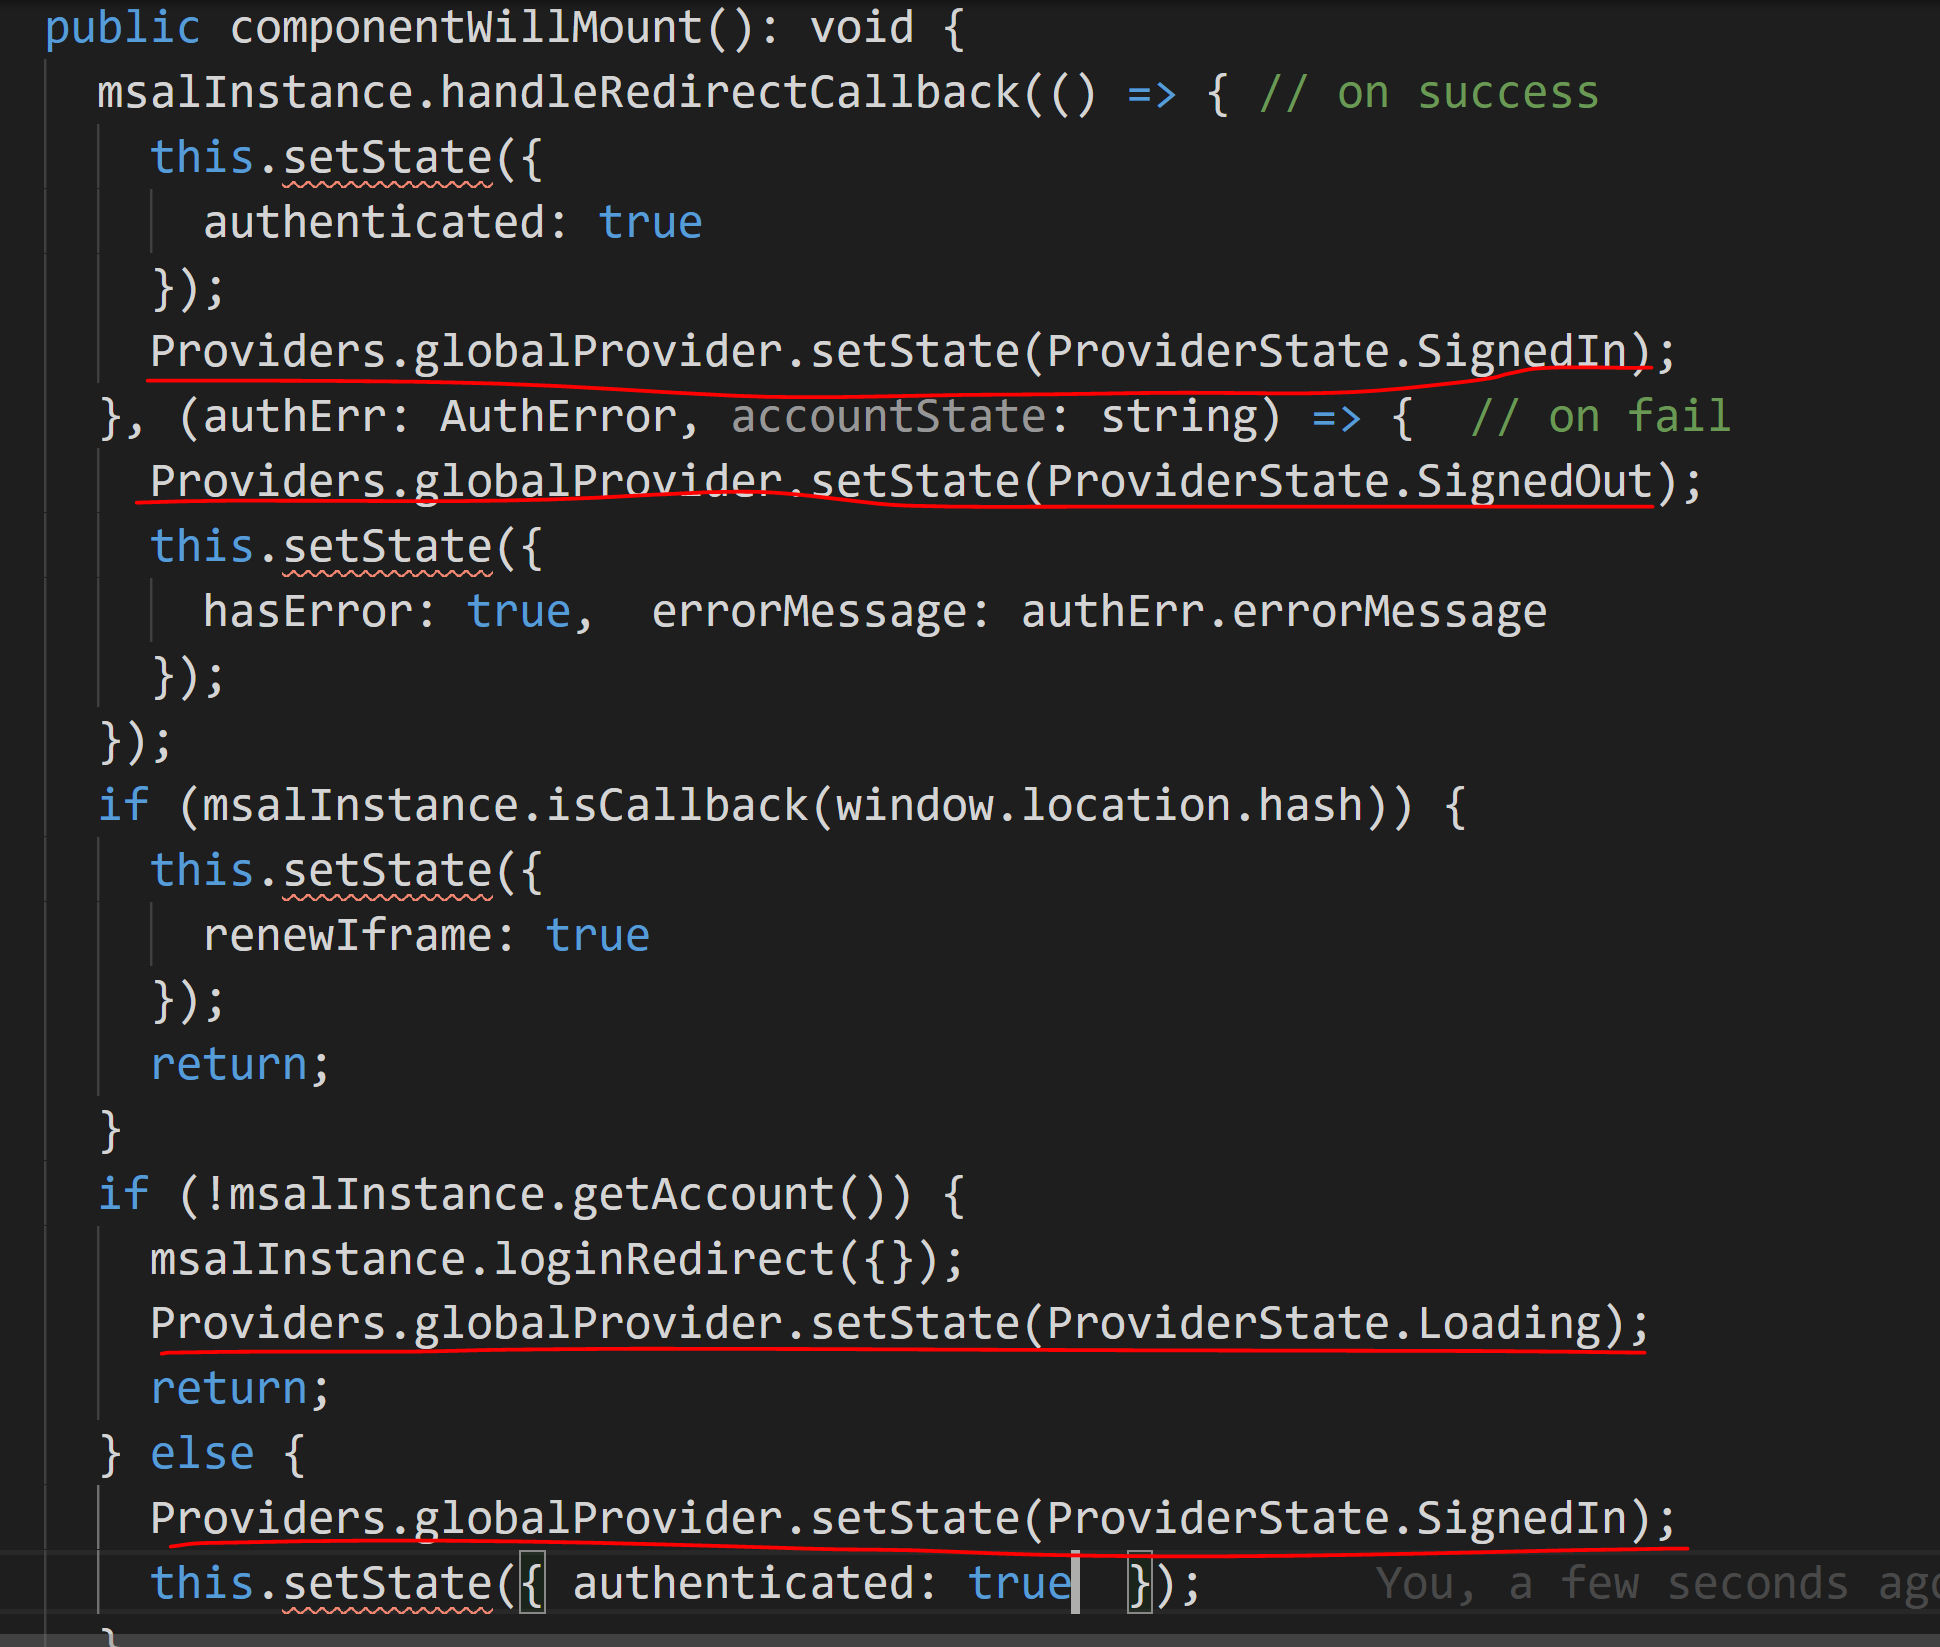 public componentWillMount(): void {
msalInstance.handleRedirectCallback(() => { // on success
this.setState({
authenticated: true
});
Providers.globalProvider.setState(ProviderState.SignedIn);
}, (authErr: AuthError, accountState: string) => {  // on fail
Providers.globalProvider.setState(ProviderState.SignedOut);
this.setState({
hasError: true,  errorMessage: authErr.errorMessage
});
});
if (msalInstance.isCallback(window.location.hash)) {
this.setState({
renewIframe: true
});
return;
}
if (!msalInstance.getAccount()) {
msalInstance.loginRedirect({});
Providers.globalProvider.setState(ProviderState.Loading);
return;
} else {
Providers.globalProvider.setState(ProviderState.SignedIn);
this.setState({ authenticated: true  }); You, a few seconds ago
}